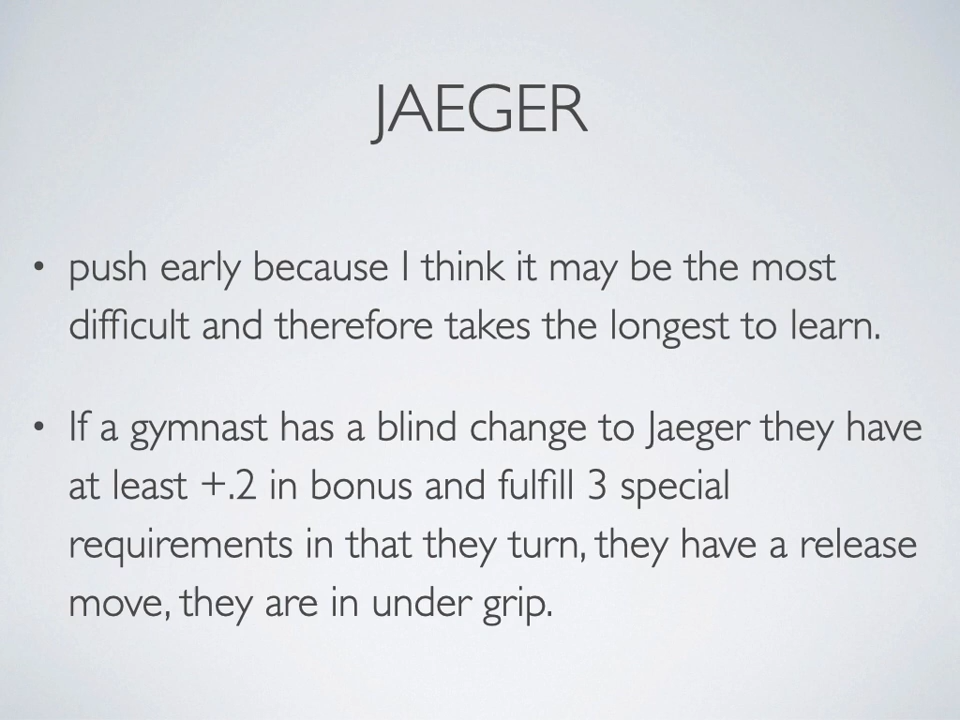 JAEGER
• push early because I think it may be the most
difficult and therefore takes the longest to learn.
• If a gymnast has a blind change to Jaeger they have
at least +.2 in bonus and fulfill 3 special
requirements in that they turn, they have a release
move, they are in under grip.